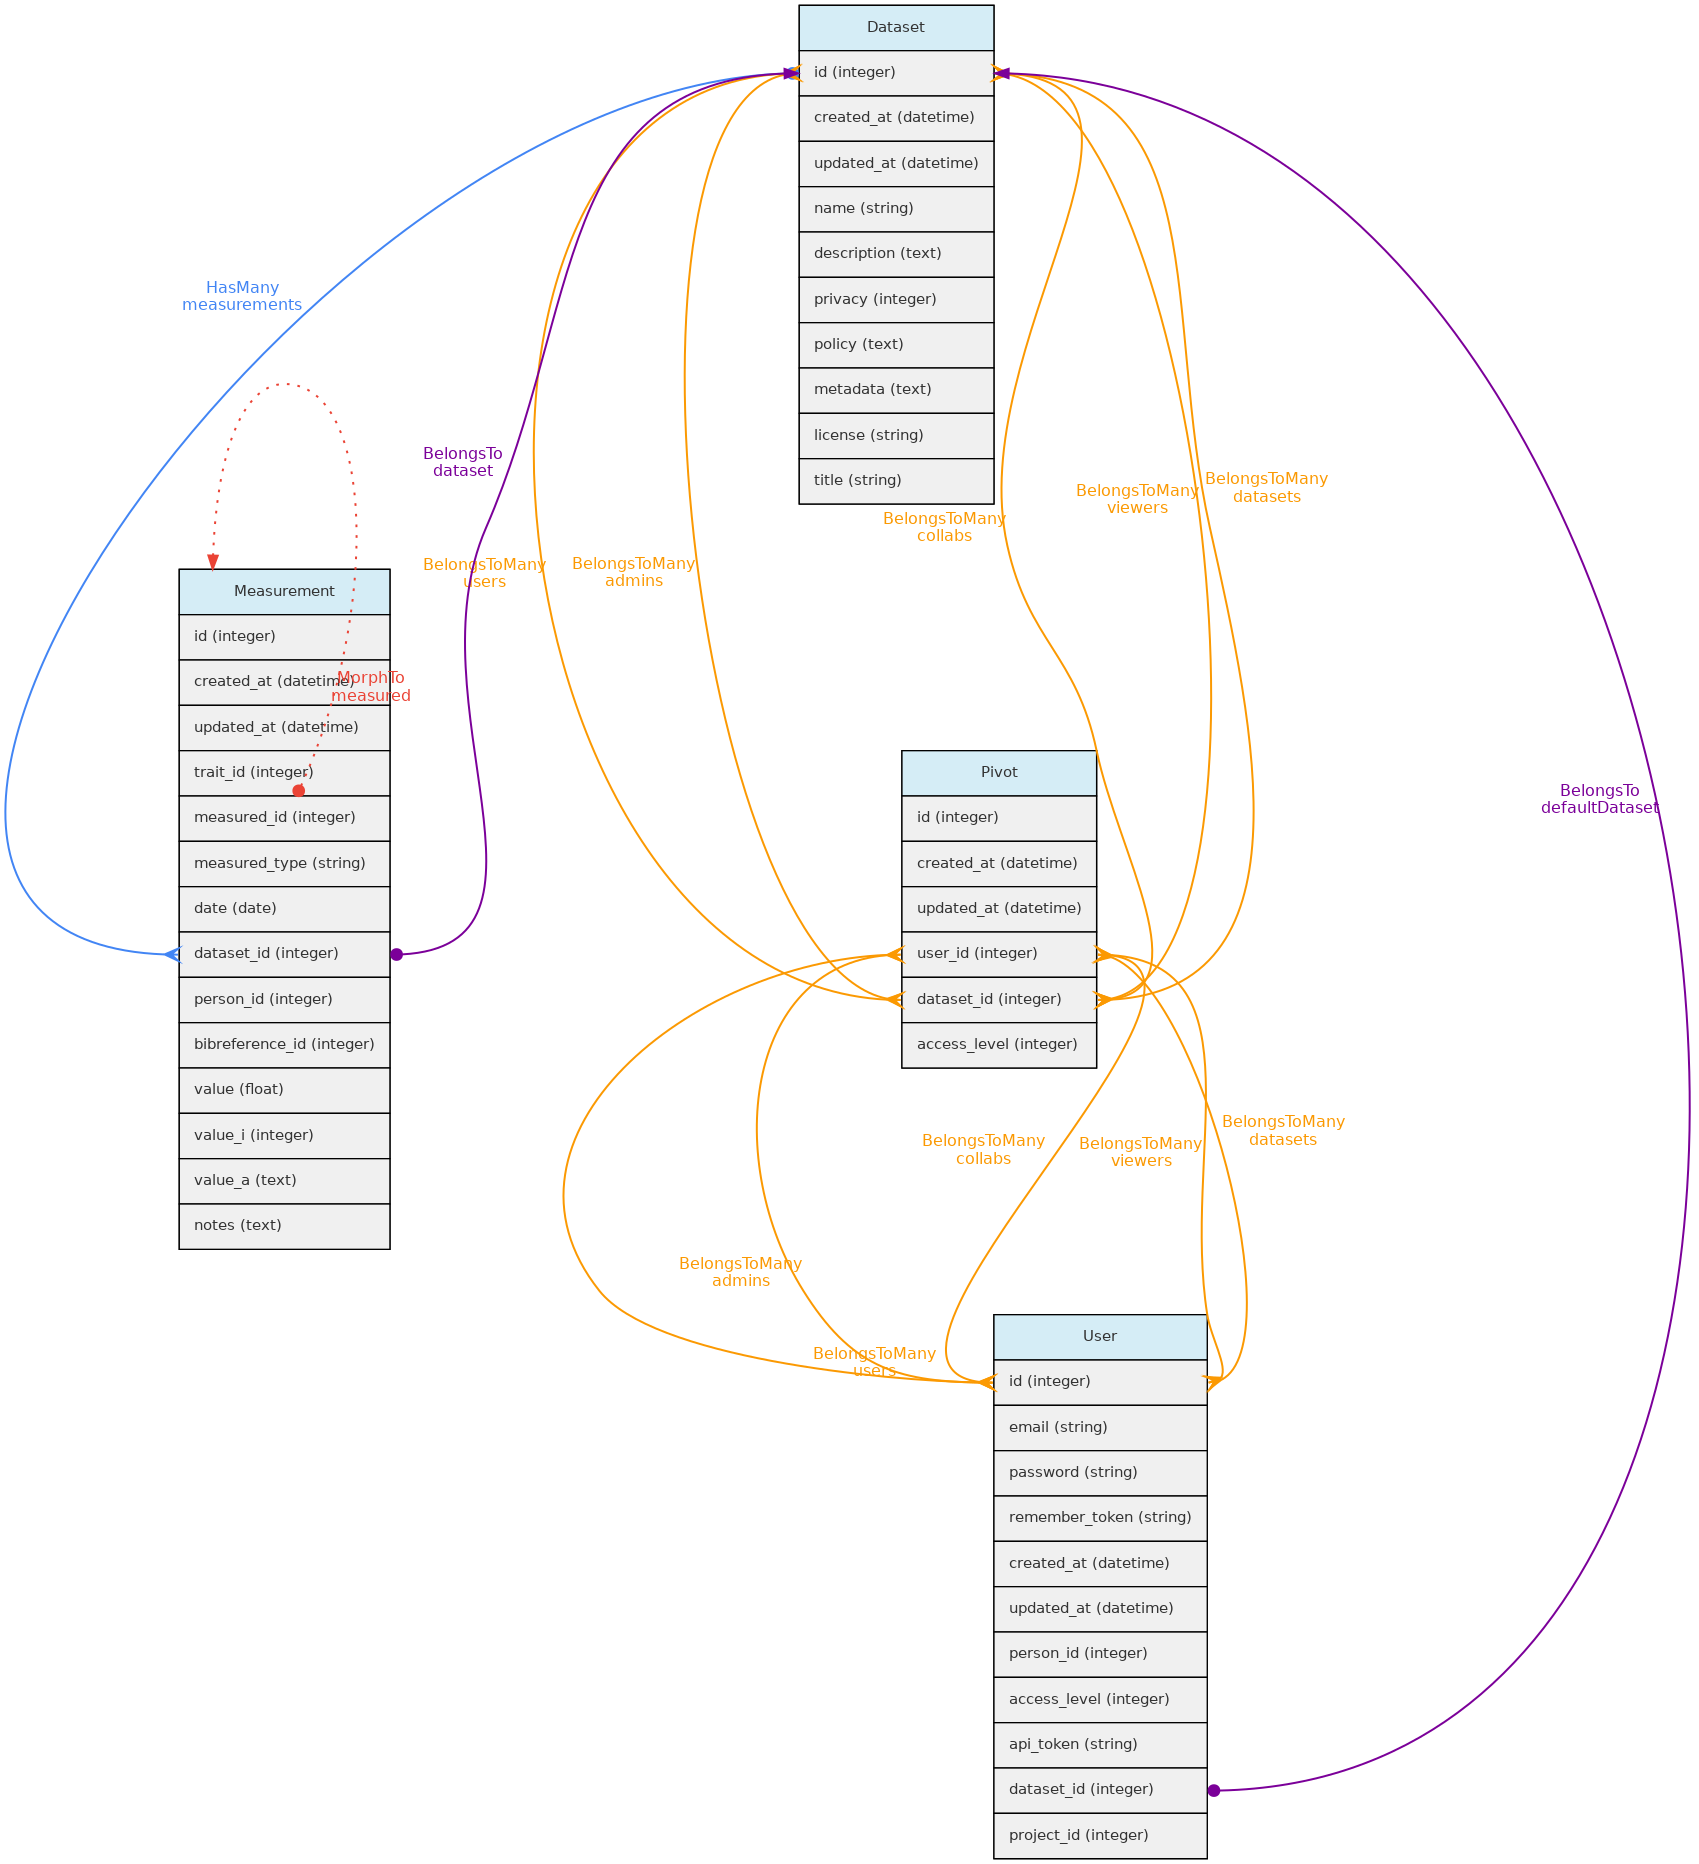 Dataset
id (integer)
created_at (datetime)
updated_at (datetime)
name (string)
description (text)
privacy (integer)
policy (text)
metadata (text)
license (string)
title (string)
HasMany
measurements
BelongsTo
dataset
BelongsToMany
users
BelongsToMany
admins
BelongsToMany
collabs
BelongsToMany
viewers
BelongsToMany
datasets
Measurement
id (integer)
created_at (datetime)
updated_at (datetime)
trait_id (integer)
measured_id (integer)
measured_type (string)
date (date)
dataset_id (integer)
person_id (integer)
bibreference_id (integer)
value (float)
value_i (integer)
value_a (text)
notes (text)
MorphTo
measured
Pivot
id (integer)
created_at (datetime)
updated_at (datetime)
user_id (integer)
dataset_id (integer)
access_level (integer)
BelongsTo
defaultDataset
BelongsToMany
collabs
BelongsToMany
viewers
BelongsToMany
datasets
BelongsToMany
admins
BelongsToMany
users
User
id (integer)
email (string)
password (string)
remember_token (string)
created_at (datetime)
updated_at (datetime)
person_id (integer)
access_level (integer)
api_token (string)
dataset_id (integer)
project_id (integer)